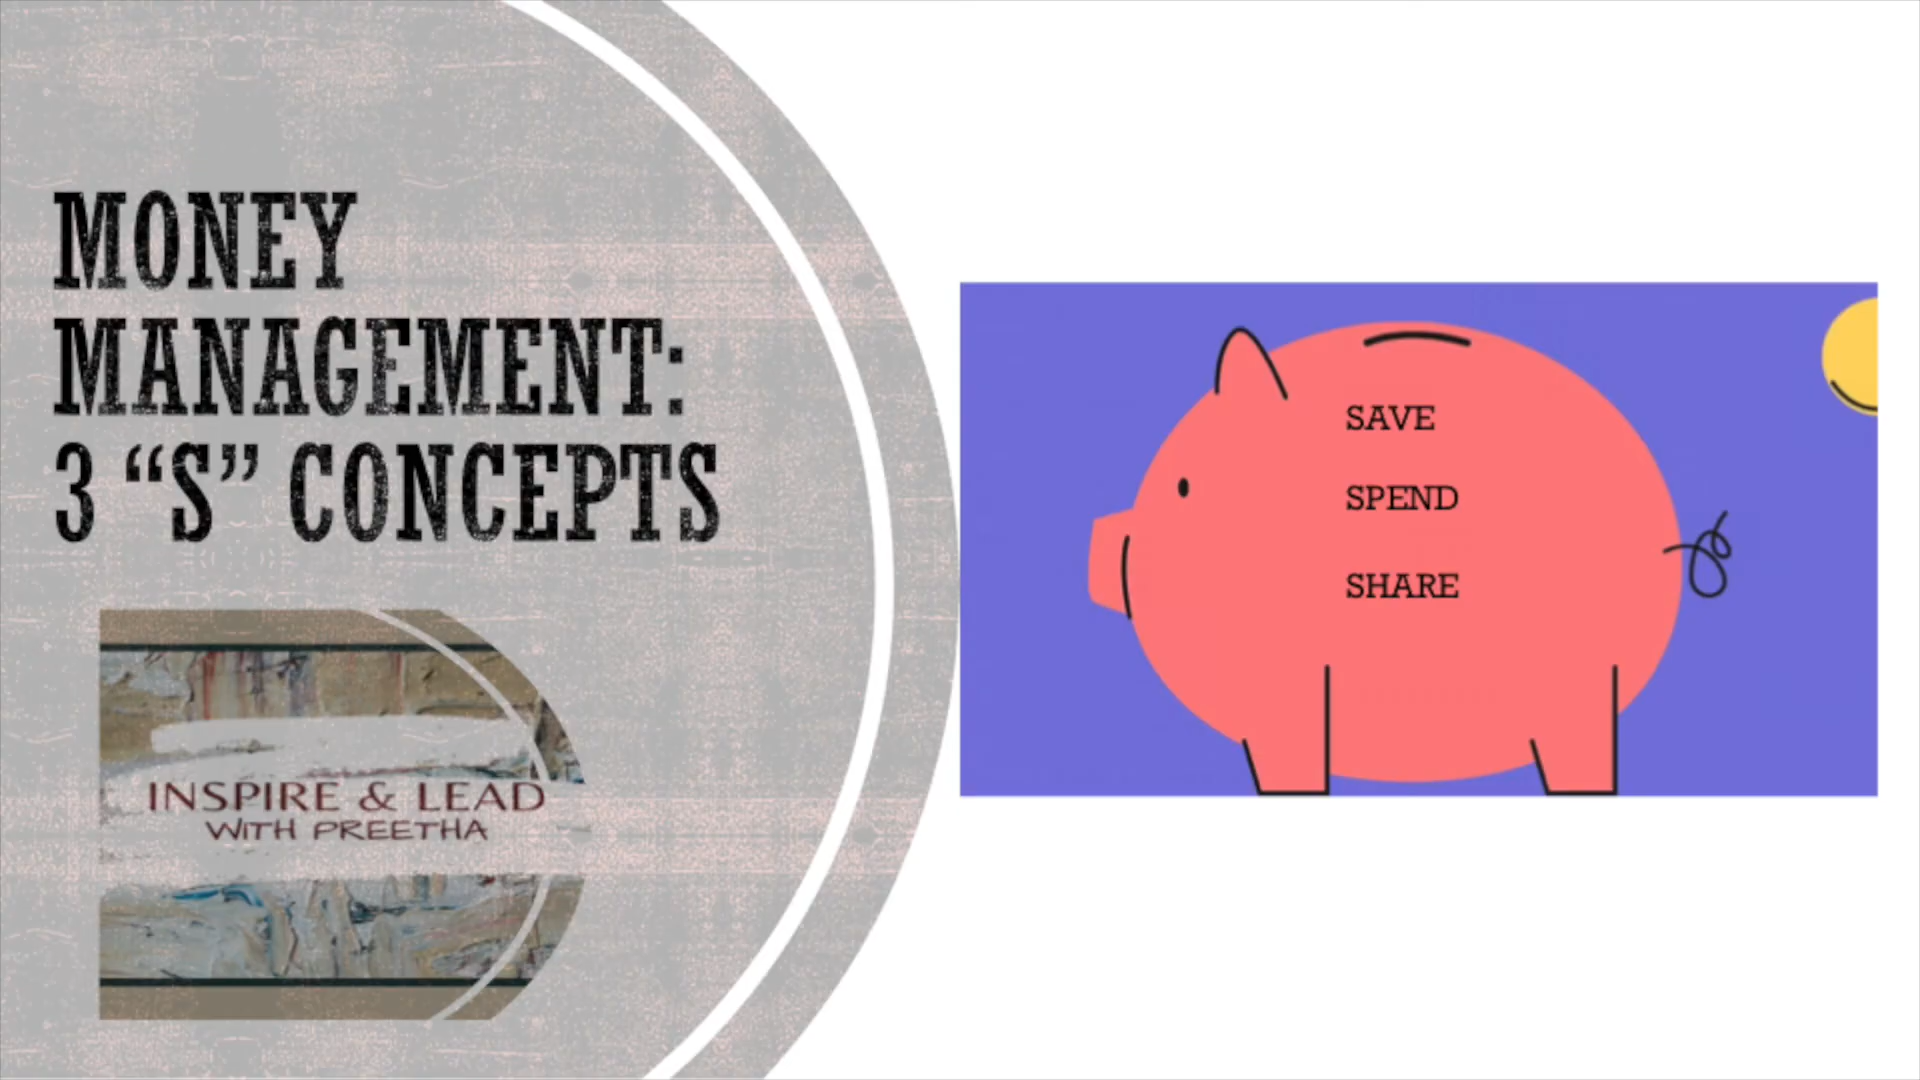 MONEY
MANAGEMENT:
3 “S” CONCEPTS
INSPIRE & LEAD
WITH PREETHA
SAVE
SPEND
SHARE